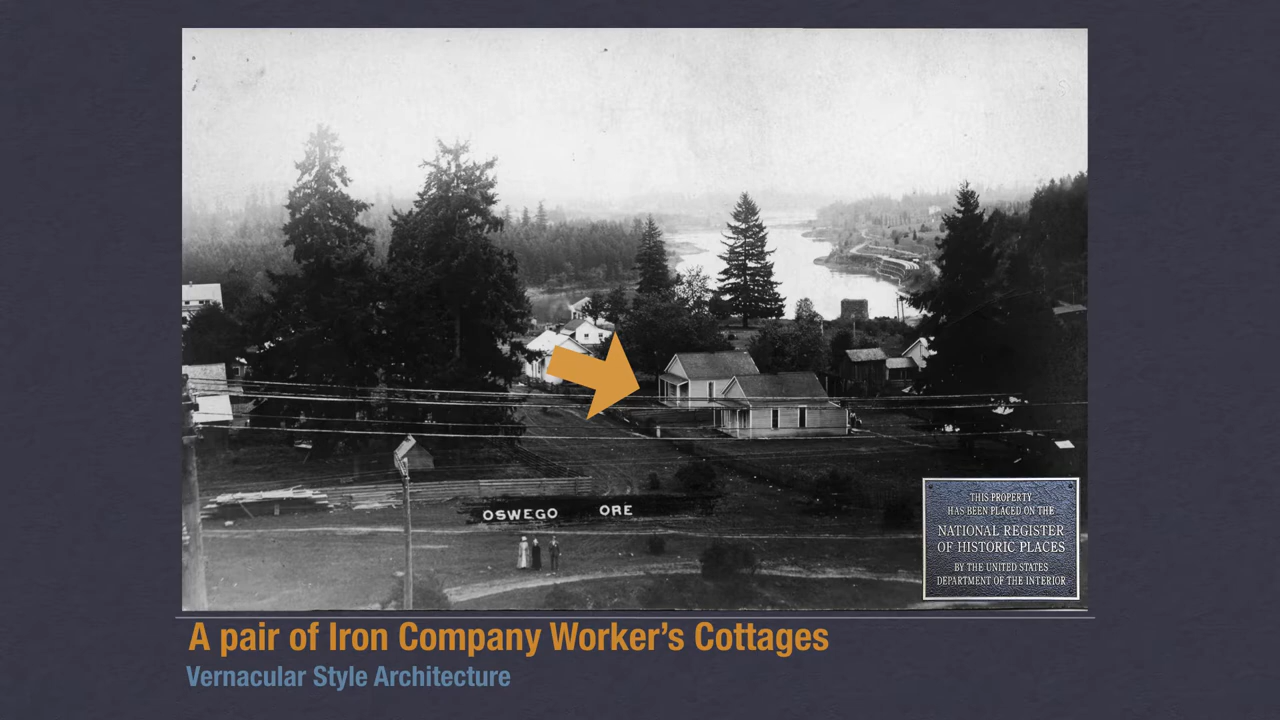 OSWEGO ORE
THIS PROPERTY
HAS BEEN PLACED ON THE
NATIONAL REGISTER
OF HISTORIC PLACES
BY THE UNITED STATES
DEPARTMENT OF THE INTERIOR
A pair of Iron Company Worker's Cottages
Vernacular Style Architecture